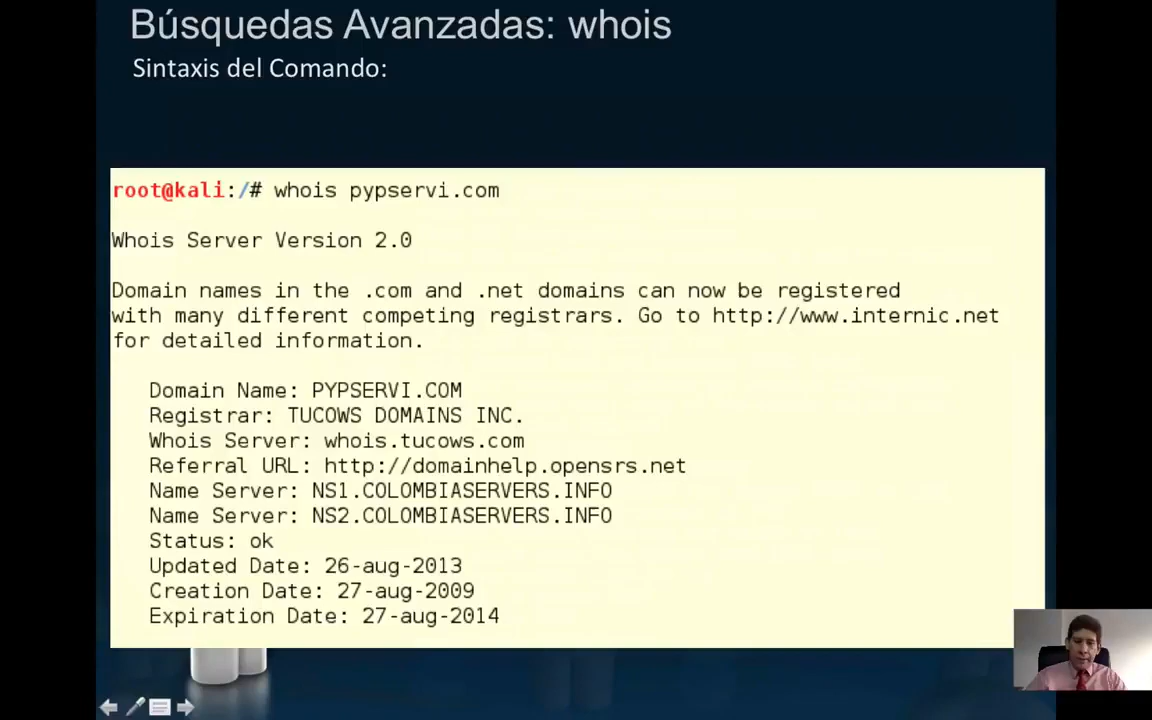 Búsquedas Avanzadas: whois
Sintaxis del Comando:
root@kali:/# whois pypservi.com
Whois Server Version 2.0
Domain names in the .com and .net domains can now be registered
with many different competing registrars. Go to http://www.internic.net
for detailed information.
Domain Name: PYPSERVI.COM
Registrar: TUCOWS DOMAINS INC.
Whois Server: whois.tucows.com
Referral URL: http://domainhelp.opensrs.net
Name Server: NS1.COLOMBIASERVERS.INFO
Name Server: NS2.COLOMBIASERVERS.INFO
Status: ok
Updated Date: 26-aug-2013
Creation Date: 27-aug-2009
Expiration Date: 27-aug-2014